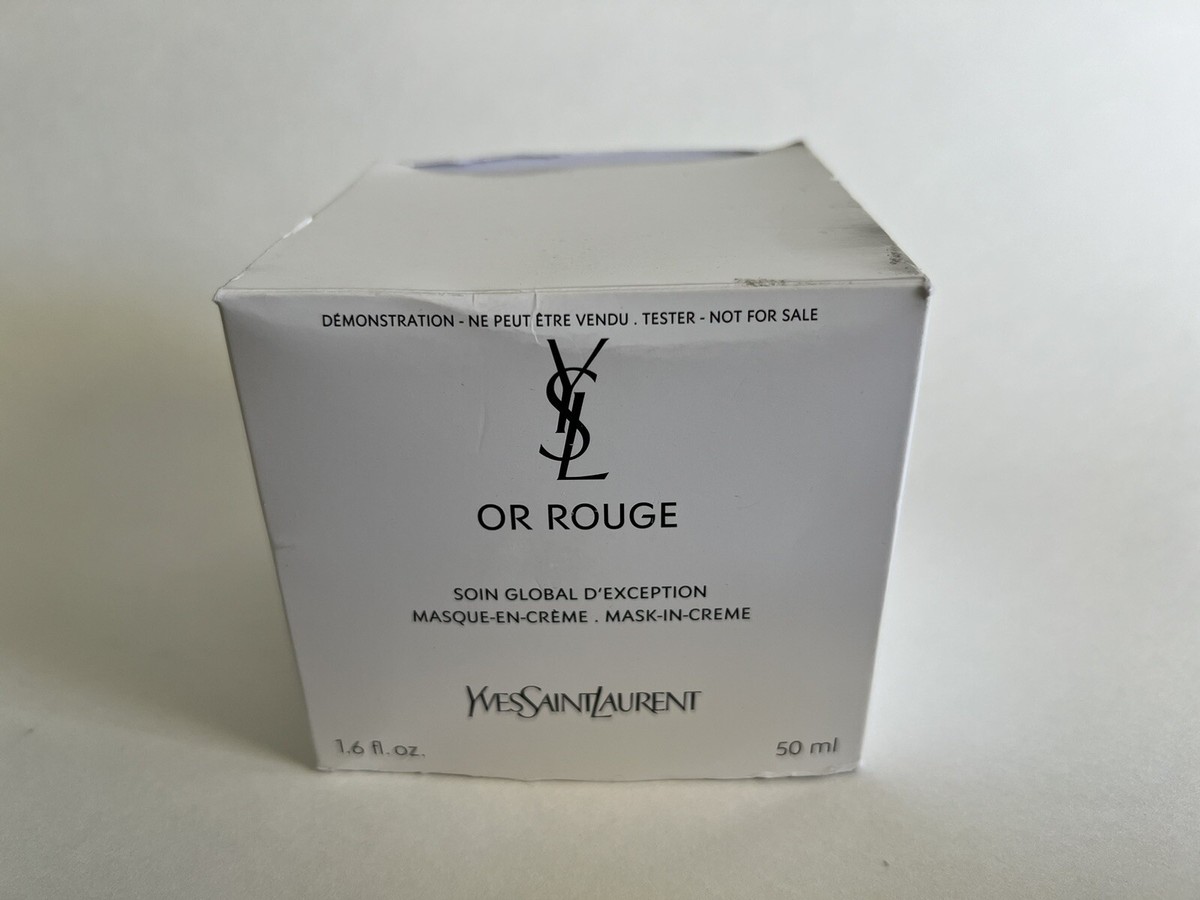 DÉMONSTRATION - NE PEUT ÊTRE VENDU . TESTER - NOT FOR SALE
YSL
OR ROUGE
SOIN GLOBAL D'EXCEPTION
MASQUE-EN-CRÈME . MASK-IN-CREME
YVESSAINTLAURENT
1.6 fl. oz. 50 ml